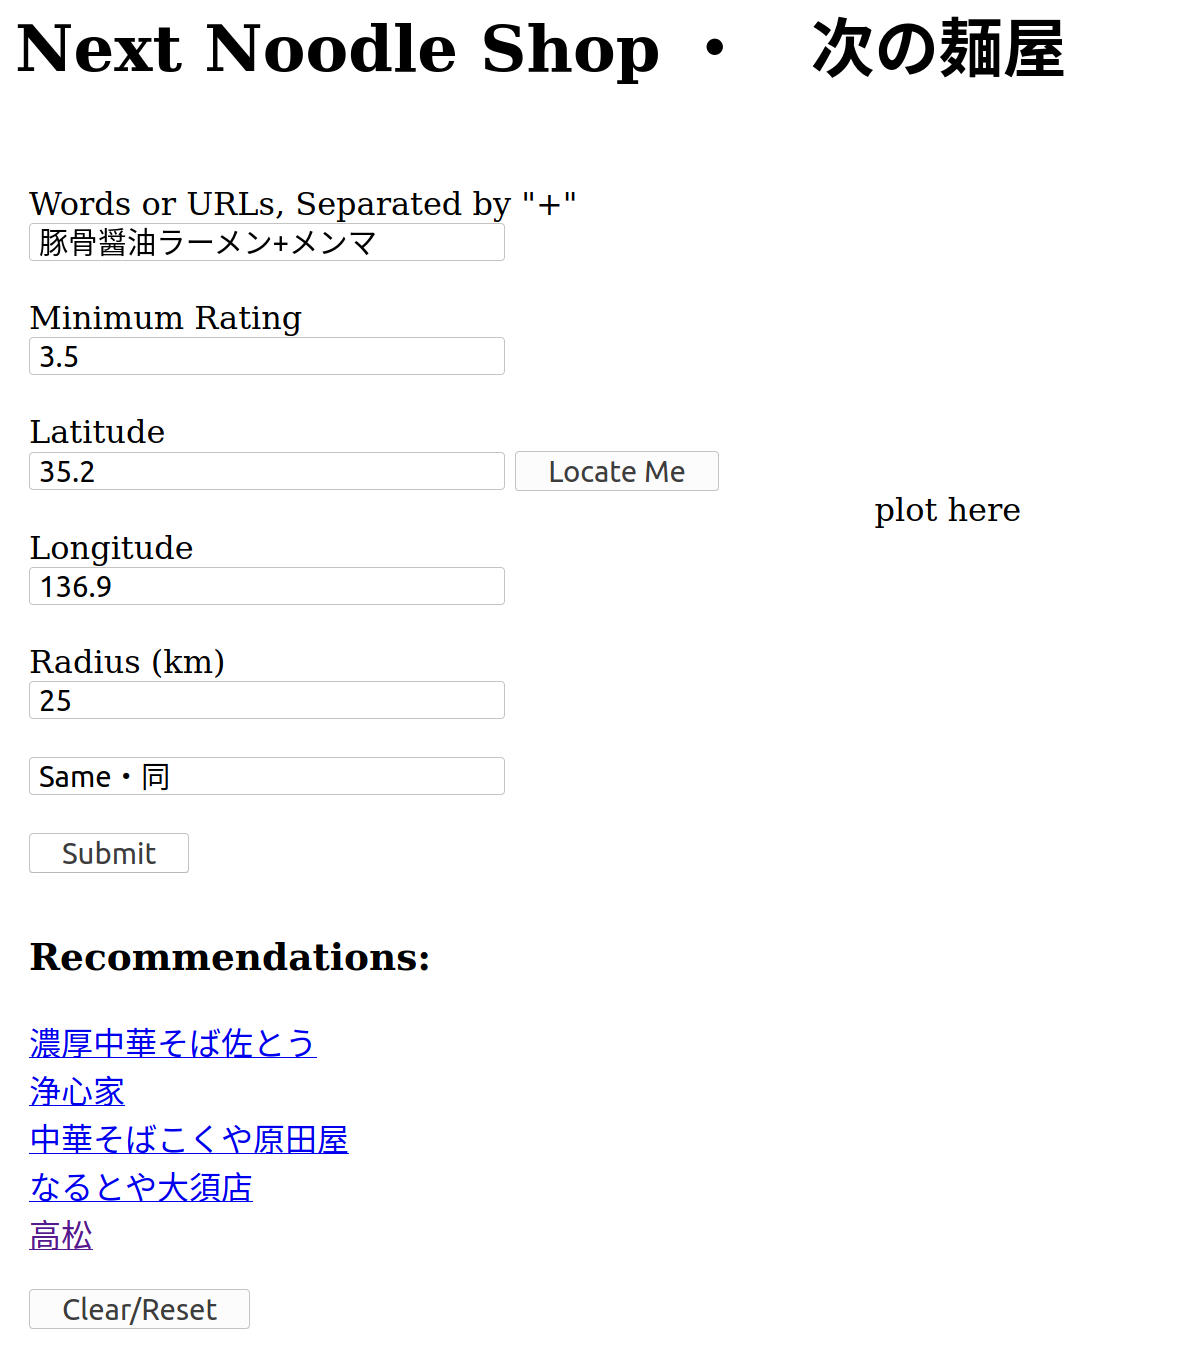 Next Noodle Shop ・ 次の麺屋
Words or URLs, Separated by "+"
豚骨醤油ラーメン+メンマ
Minimum Rating
3.5
Latitude
35.2
Locate Me
plot here
Longitude
136.9
Radius (km)
25
Same・同
Submit
Recommendations:
濃厚中華そば佐とう
浄心家
中華そばこくや原田屋
なるとや大須店
高松
Clear/Reset